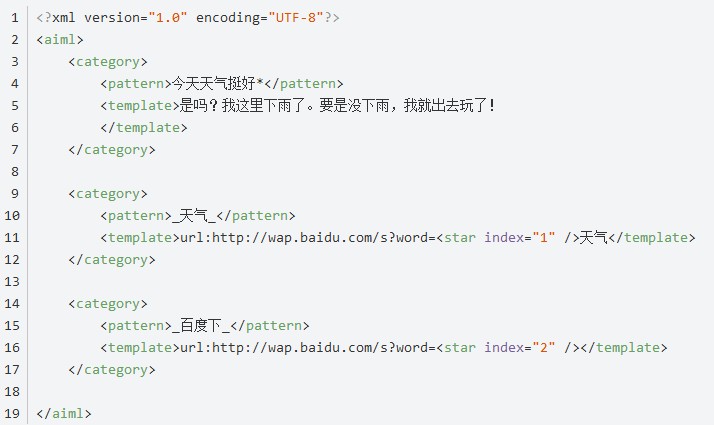 1 <?xml version="1.0" encoding="UTF-8"?>
2 <aiml>
3 <category>
4 <pattern>今天天气挺好*</pattern>
5 <template>是吗？我这里下雨了。要是没下雨，我就出去玩了！
6 </template>
7 </category>
8
9 <category>
10 <pattern>_天气_</pattern>
11 <template>url:http://wap.baidu.com/s?word=<star index="1" />天气</template>
12 </category>
13
14 <category>
15 <pattern>_百度下_</pattern>
16 <template>url:http://wap.baidu.com/s?word=<star index="2" /></template>
17 </category>
18
19 </aiml>